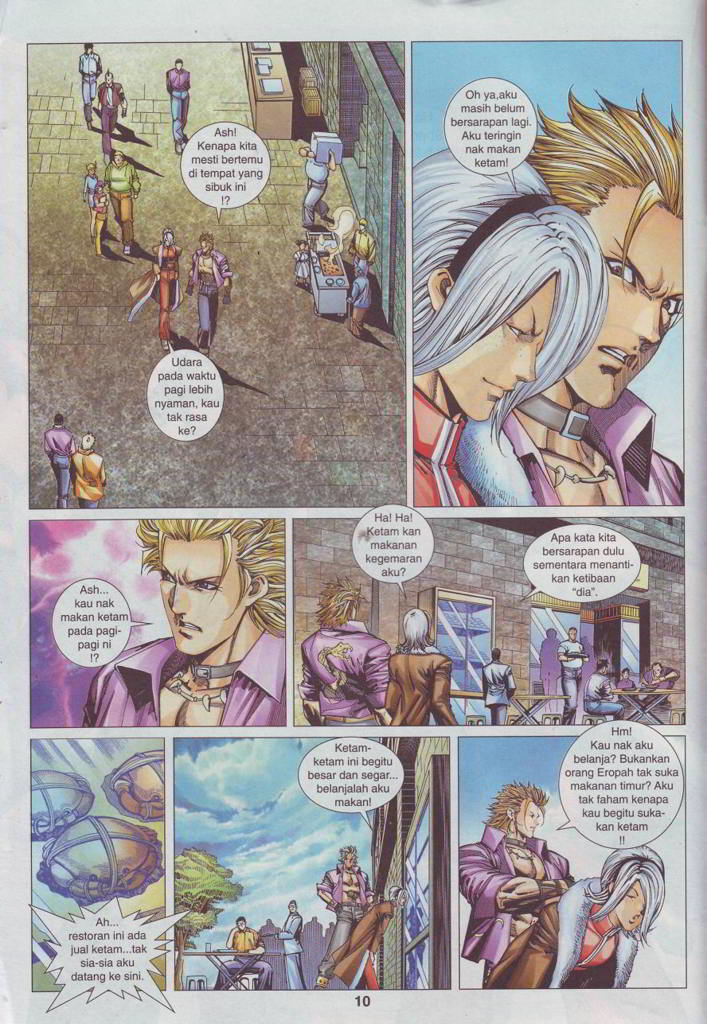 Ash!
Kenapa kita
mesti bertemu
di tempat yang
sibuk ini
!?
Udara
pada waktu
pagi lebih
nyaman, kau
tak rasa
ke?
Oh ya,aku
masih belum
bersarapan lagi.
Aku teringin
nak makan
ketam!
Ash...
kau nak
makan ketam
pada pagi-
pagi ni
!?
Ha! Ha!
Ketam kan
makanan
kegemaran
aku?
Apa kata kita
bersarapan dulu
sementara menanti-
kan ketibaan
"dia".
Ah...
restoran ini ada
jual ketam...tak
sia-sia aku
datang ke sini.
Ketam-
ketam ini begitu
besar dan segar...
belanjalah aku
makan!
Hm!
Kau nak aku
belanja? Bukankan
orang Eropah tak suka
makanan timur? Aku
tak faham kenapa
kau begitu suka-
kan ketam
!!
10